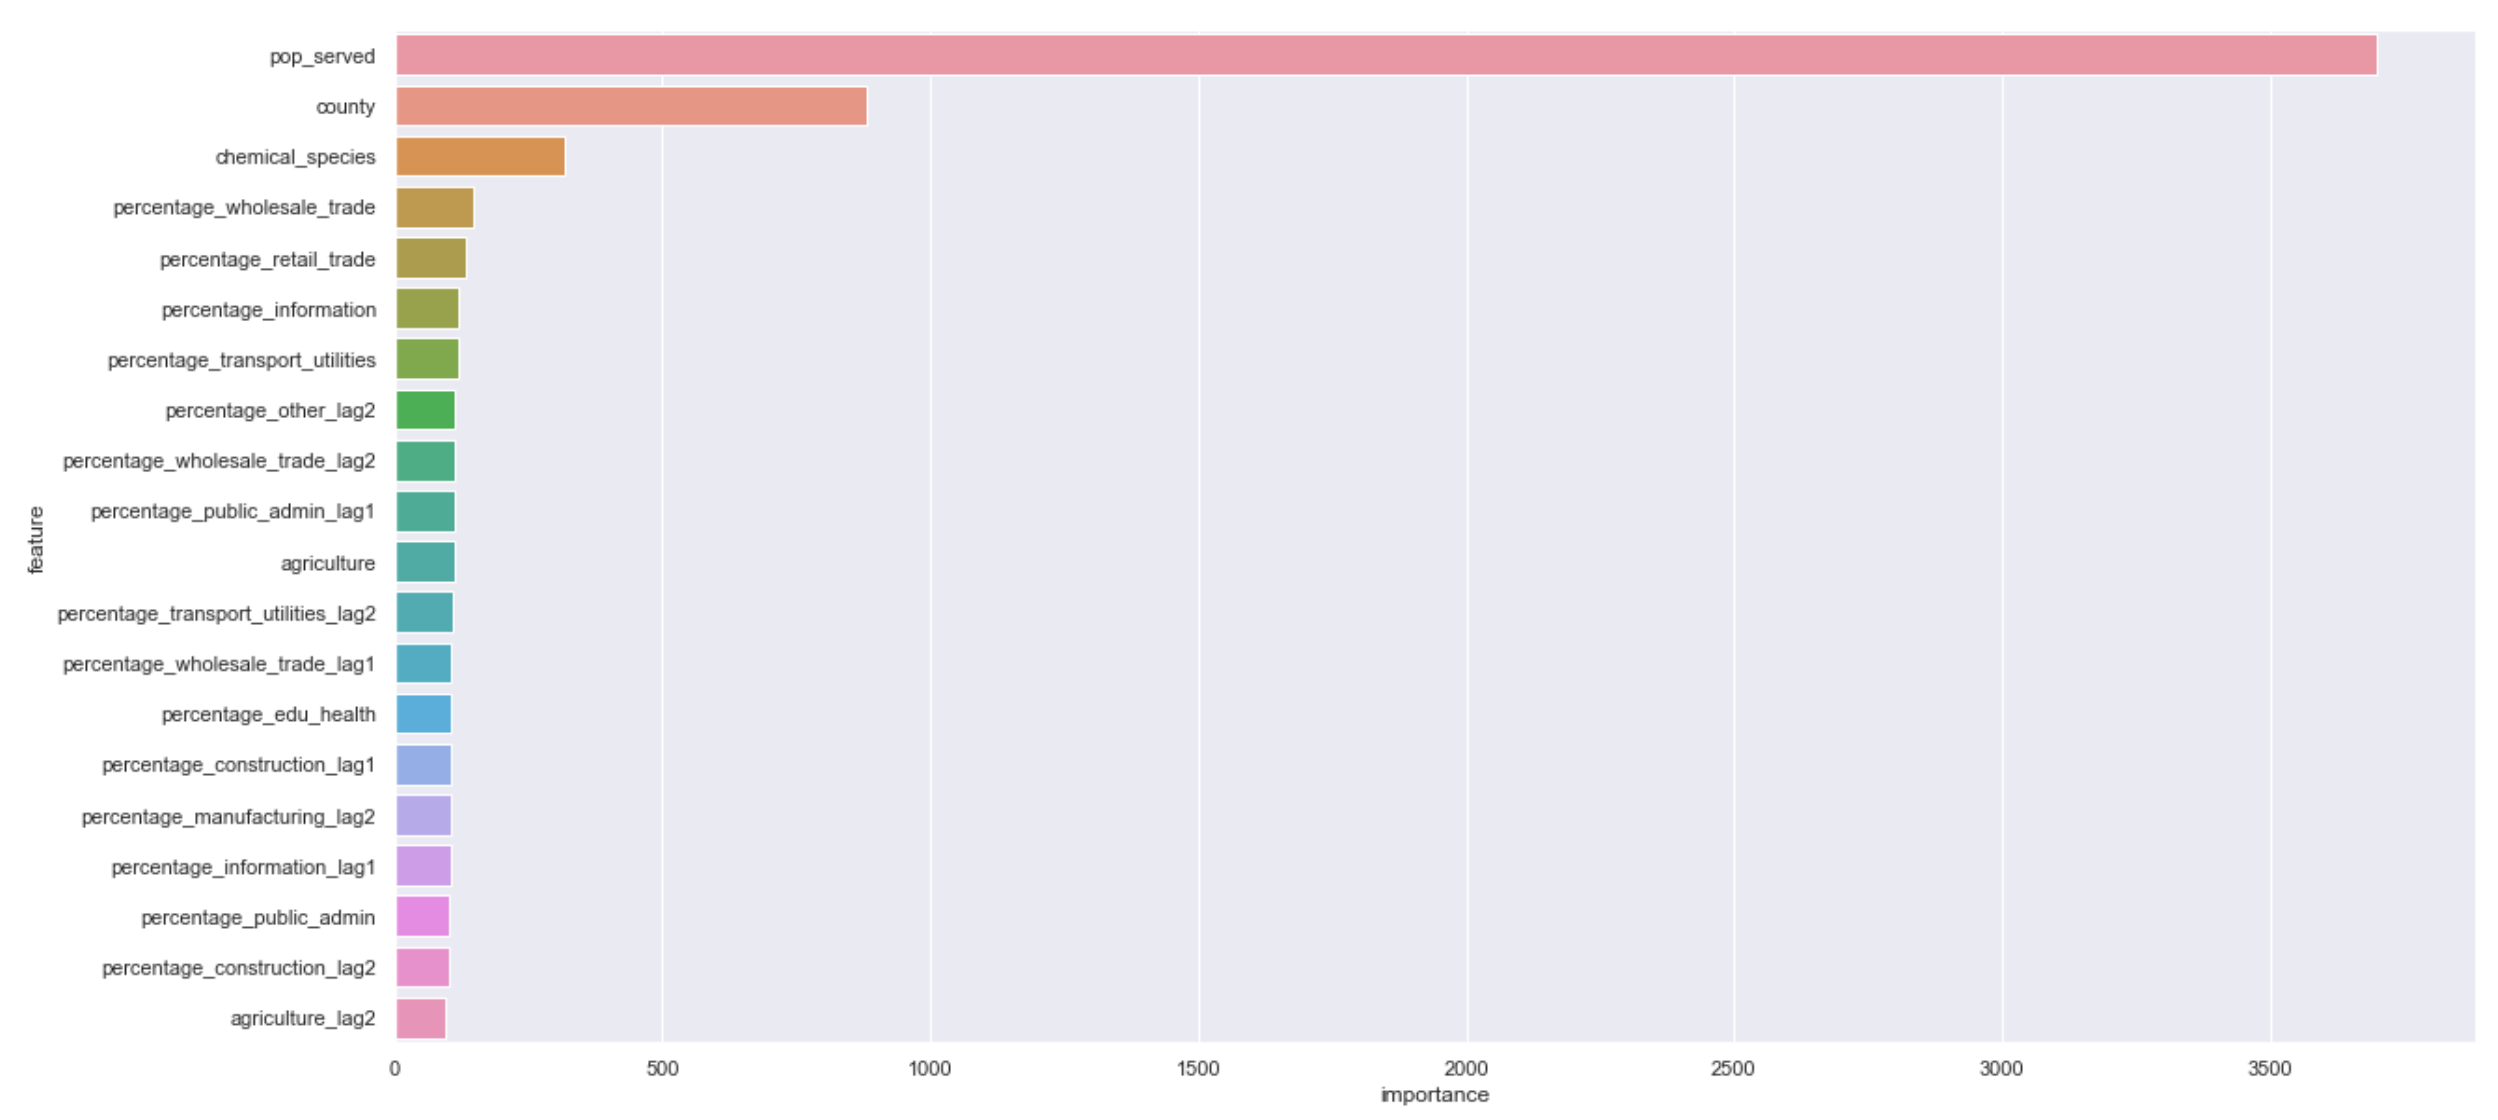 pop_served
county
chemical_species
percentage_wholesale_trade
percentage_retail_trade
percentage_information
percentage_transport_utilities
percentage_other_lag2
percentage_wholesale_trade_lag2
percentage_public_admin_lag1
agriculture
percentage_transport_utilities_lag2
percentage_wholesale_trade_lag1
percentage_edu_health
percentage_construction_lag1
percentage_manufacturing_lag2
percentage_information_lag1
percentage_public_admin
percentage_construction_lag2
agriculture_lag2
feature
0 500 1000 1500 2000 2500 3000 3500
importance